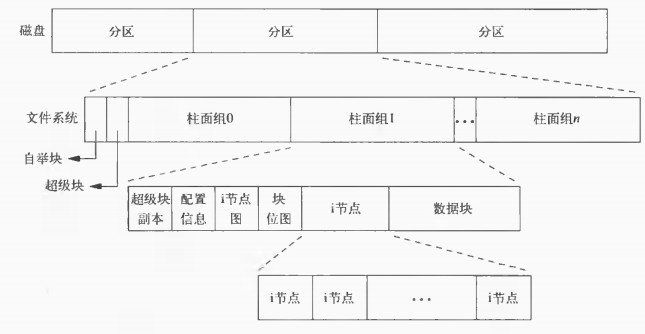 磁盘
分区
分区
分区
文件系统
柱面组0
柱面组1
...
柱面组n
自举块
超级块
超级块
副本
配置
信息
i节点
图
块
位图
i节点
数据块
i节点
i节点
...
i节点